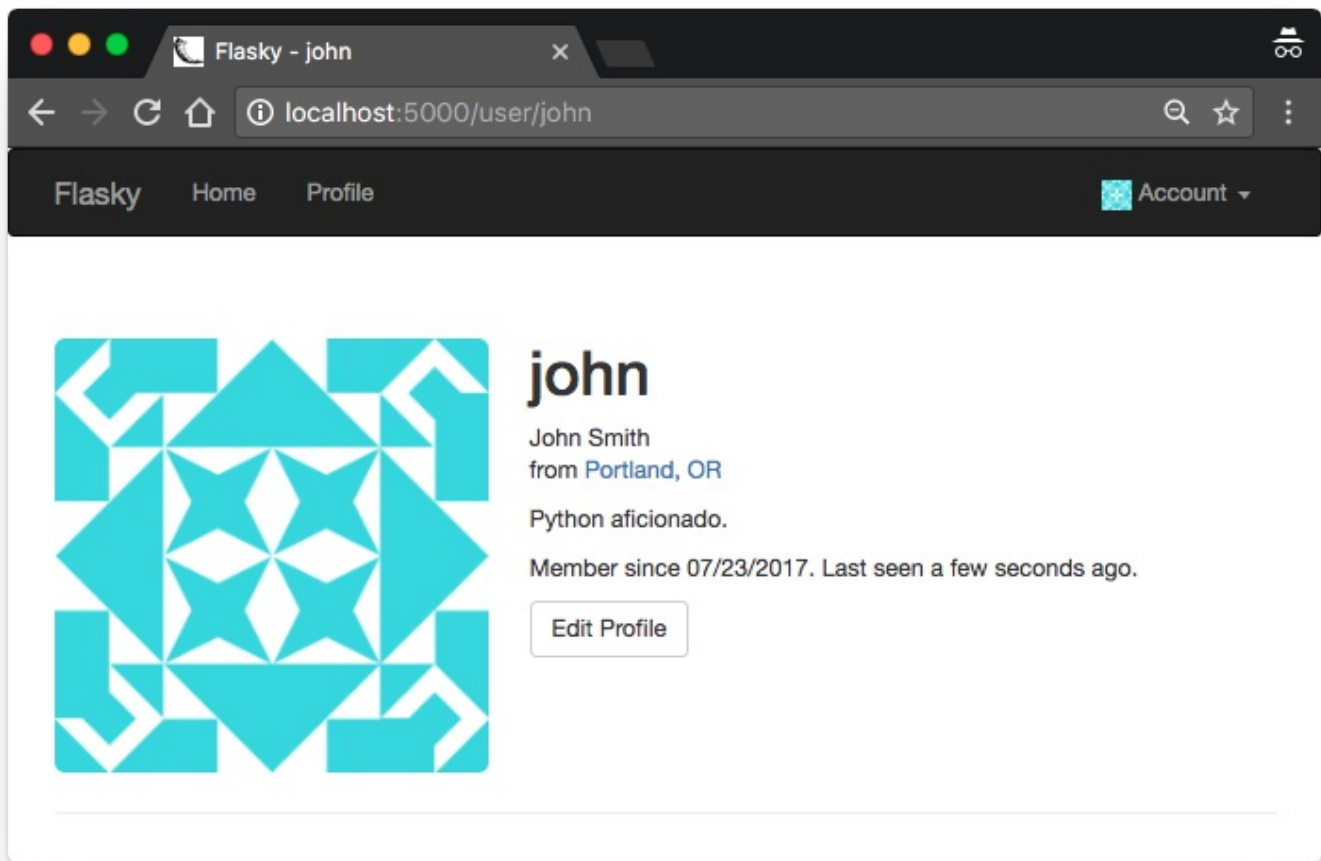 Flasky - john
localhost:5000/user/john
Flasky Home Profile Account
john
John Smith
from Portland, OR
Python aficionado.
Member since 07/23/2017. Last seen a few seconds ago.
Edit Profile